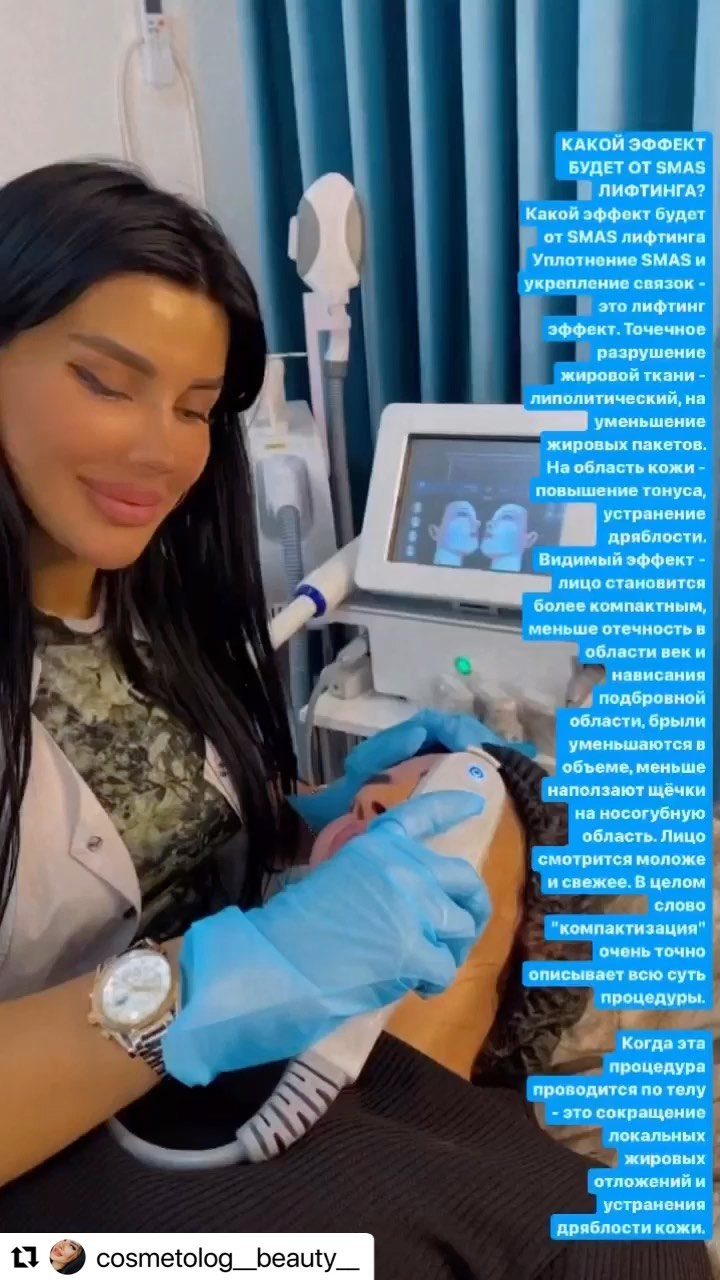 КАКОЙ ЭФФЕКТ
БУДЕТ ОТ SMAS
ЛИФТИНГА?
Какой эффект будет
от SMAS лифтинга
Уплотнение SMAS и
укрепление связок -
это лифтинг
эффект. Точечное
разрушение
жировой ткани -
липолитический, на
уменьшение
жировых пакетов.
На область кожи -
повышение тонуса,
устранение
дряблости.
Видимый эффект -
лицо становится
более компактным,
меньше отечность в
области век и
нависания
подбровной
области, брыли
уменьшаются в
объеме, меньше
наползают щёчки
на носогубную
область. Лицо
смотрится моложе
и свежее. В целом
слово
"компактизация"
очень точно
описывает всю суть
процедуры.
Когда эта
процедура
проводится по телу
- это сокращение
локальных
жировых
отложений и
устранения
дряблости кожи.
cosmetolog__beauty__